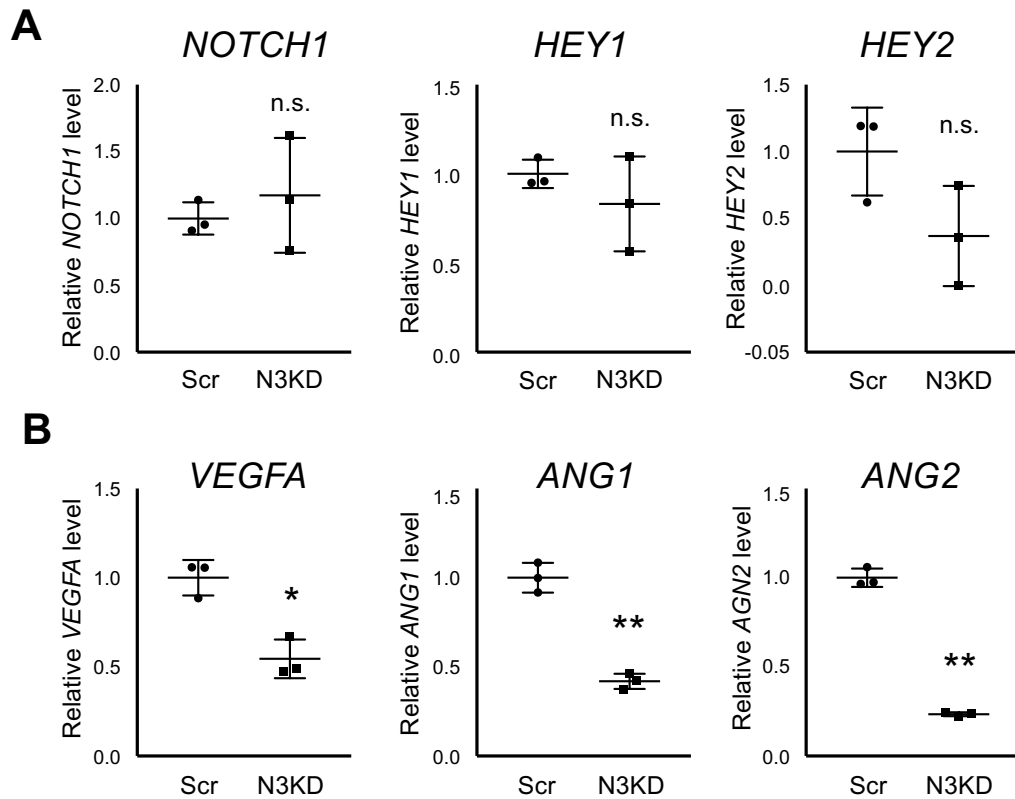 A
NOTCH1
HEY1
HEY2
Relative NOTCH1 level
2.0
1.5
1.0
0.5
0.0
n.s.
Scr
N3KD
Relative HEY1 level
1.5
1.0
0.5
0.0
n.s.
Scr
N3KD
Relative HEY2 level
1.5
1.0
0.5
0.0
-0.05
n.s.
Scr
N3KD
B
VEGFA
ANG1
ANG2
Relative VEGFA level
1.5
1.0
0.5
0.0
*
Scr
N3KD
Relative ANG1 level
1.5
1.0
0.5
0.0
**
Scr
N3KD
Relative AGN2 level
1.5
1.0
0.5
0.0
**
Scr
N3KD